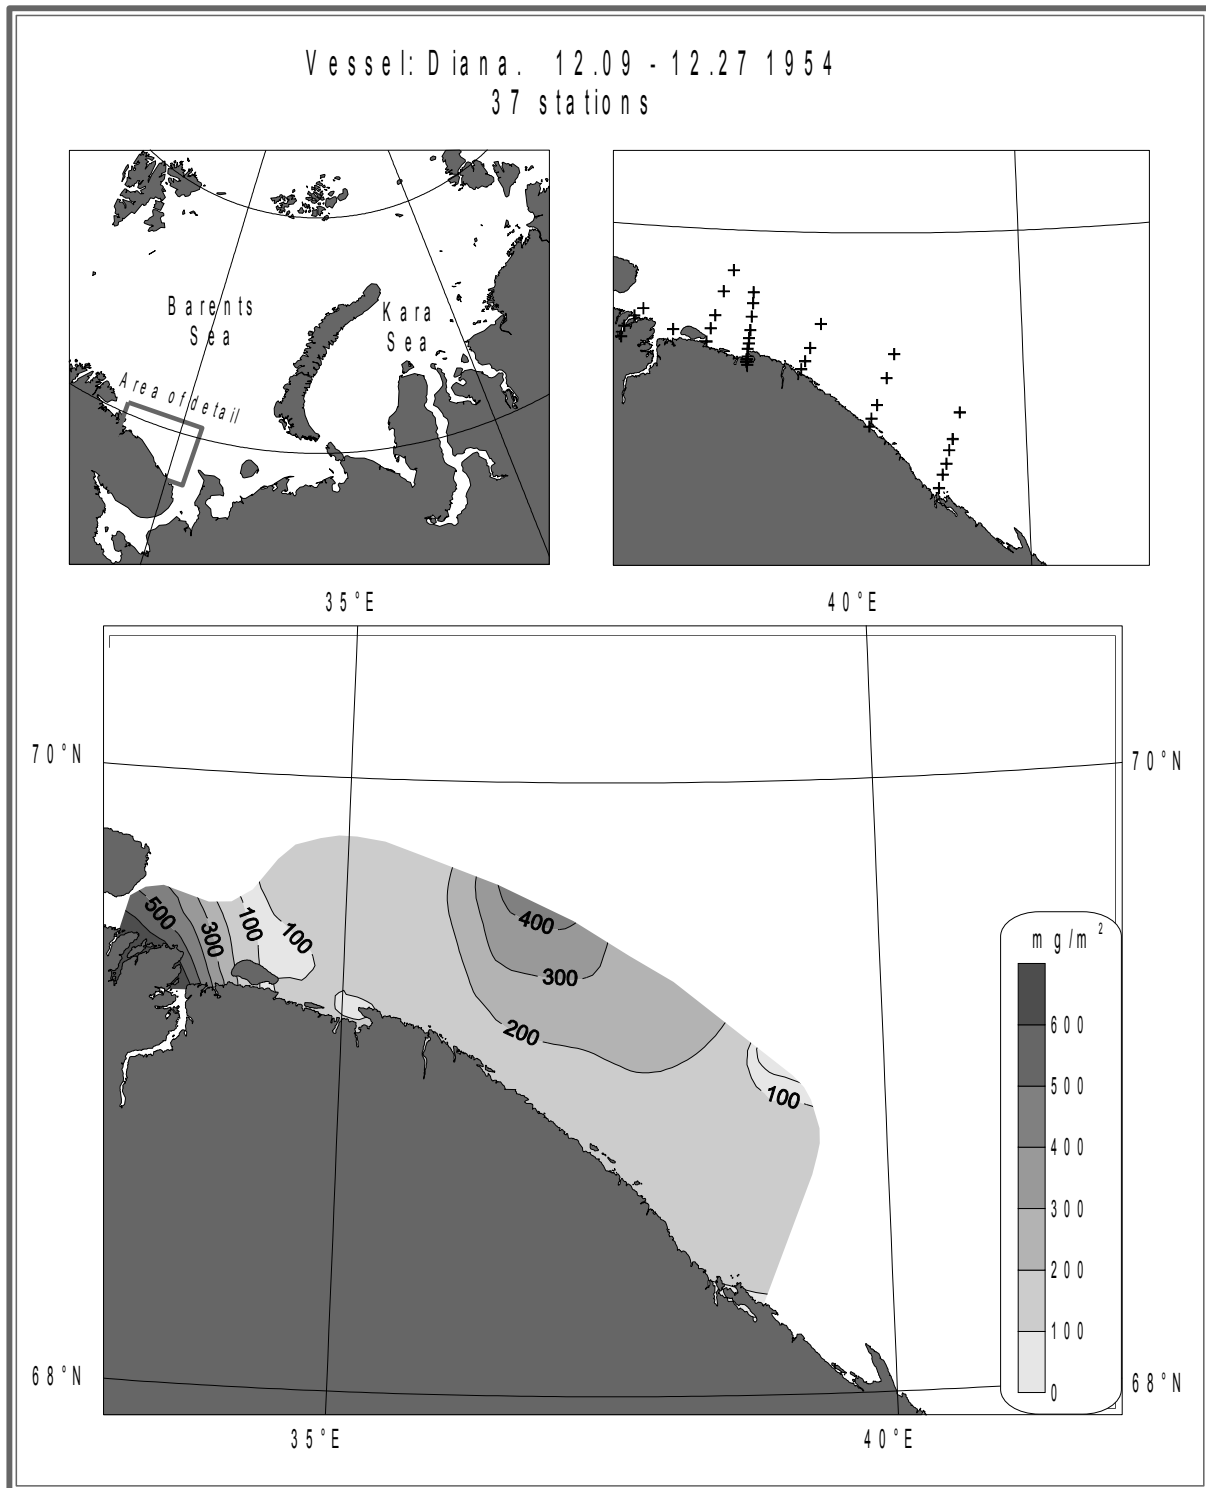 Vessel: Diana. 12.09 - 12.27 1954
37 stations
Barents
Sea
Kara
Sea
Area of detail
35°E
40°E
70°N
70°N
500
300
100
100
400
300
200
100
mg/m²
600
500
400
300
200
100
0
68°N
68°N
35°E
40°E